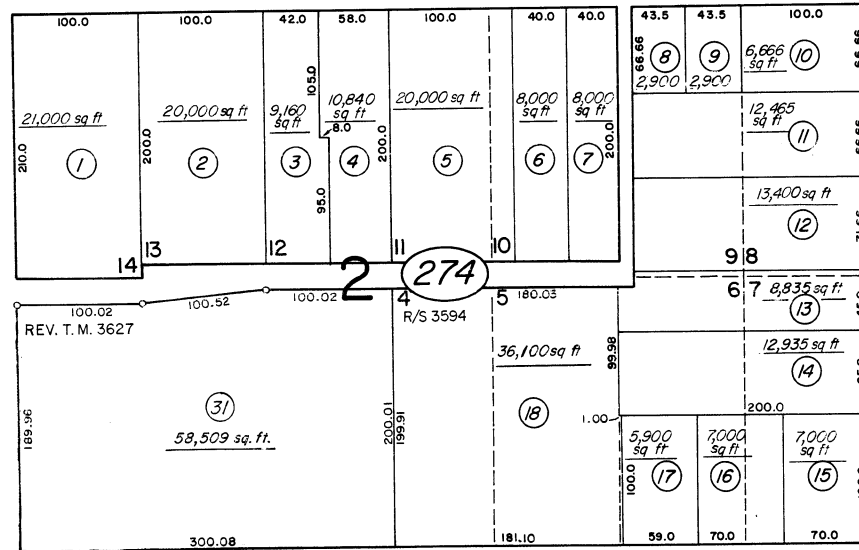 100.0 100.0 42.0 58.0 100.0 40.0 40.0 43.5 43.5 100.0
66.66 8 9 6,666 10 66.66
sq ft
2,900 2,900
105.0
21,000 sq ft 20,000 sq ft 9,160 10,840 20,000 sq ft 8,000 8,000 12,465
sq ft sq ft sq ft sq ft sq ft
8.0
11 66.66
210.0 1 200.0 2 3 4 200.0 5 6 7 200.0
95.0
13,400 sq ft
12
14 13 12 11 10 9 8
2 274
6 7 8,835 sq ft
13
100.02 100.52 100.02 4 5 180.03
REV. T.M. 3627 R/S 3594
12,935 sq ft
14
36,100 sq ft 99.98
189.96 31 200.01 199.91 18 1.00 200.0
58,509 sq. ft.
5,900 7,000 7,000
sq ft sq ft sq ft
100.0 17 16 15
300.08 181.10 59.0 70.0 70.0